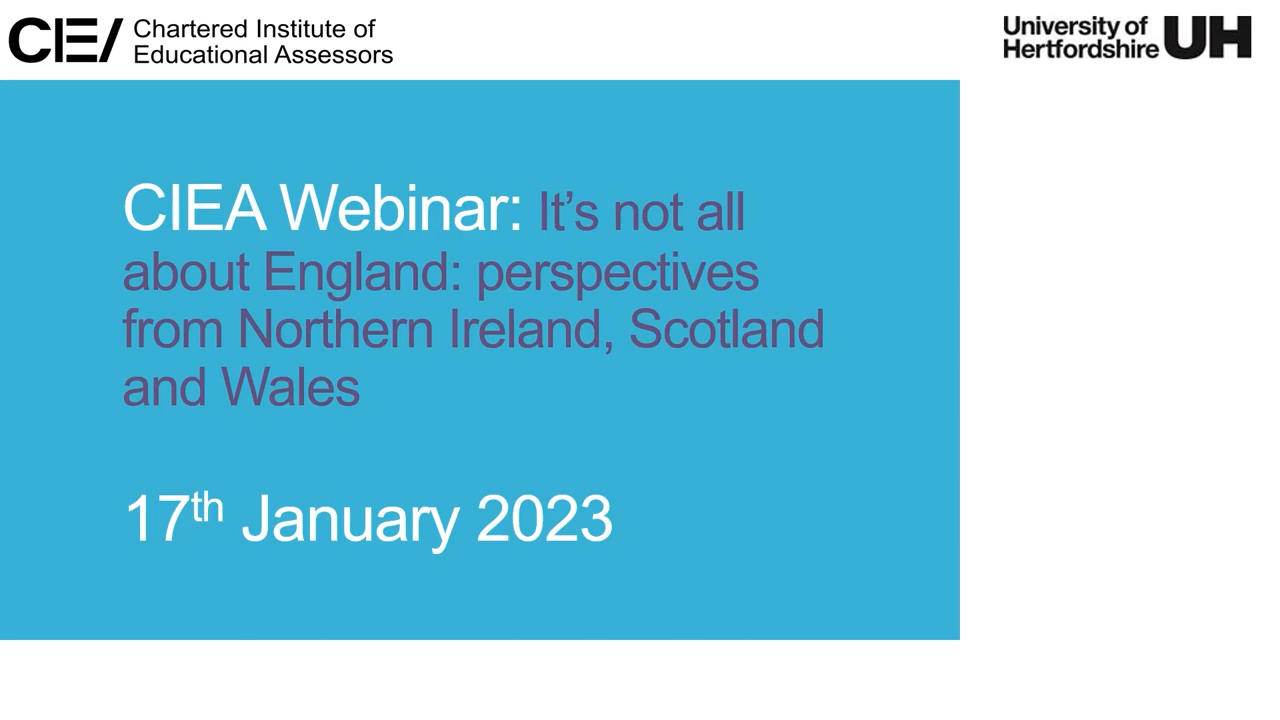 CIEA Chartered Institute of
Educational Assessors
University of
Hertfordshire UH
CIEA Webinar: It’s not all
about England: perspectives
from Northern Ireland, Scotland
and Wales
17th January 2023